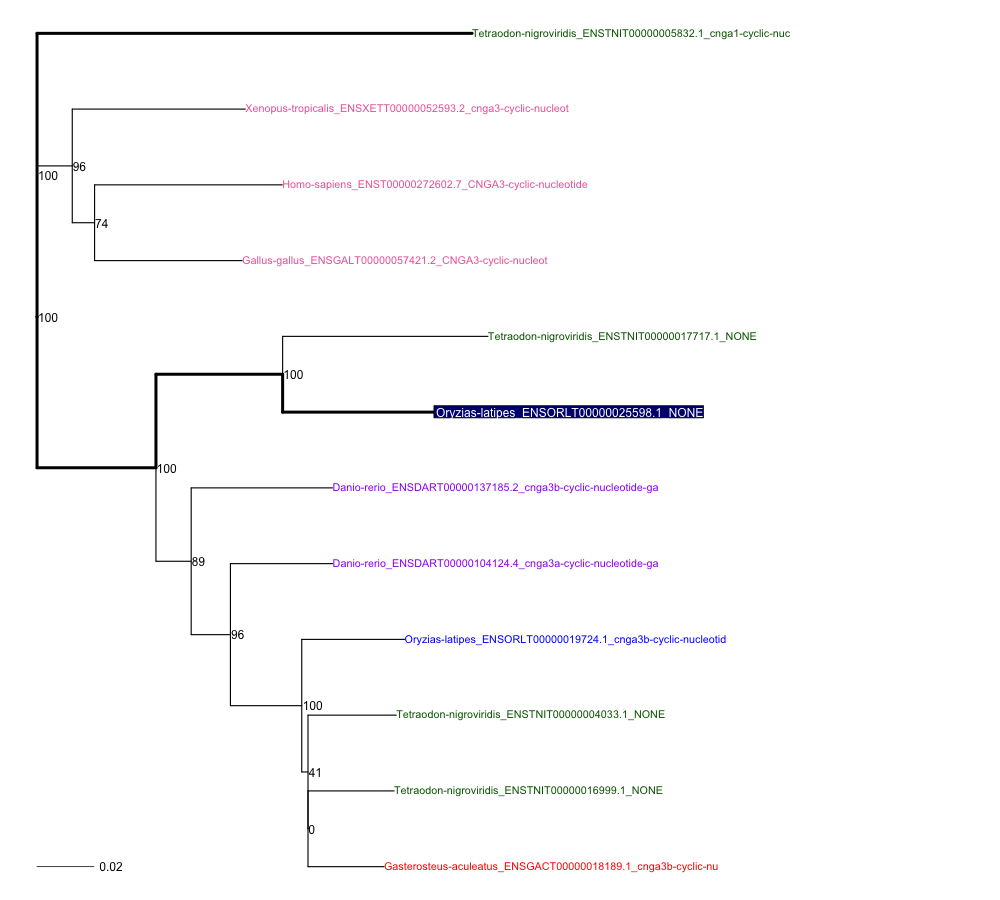 Tetraodon-nigroviridis_ENSTNIT00000005832.1_cnga1-cyclic-nuc
Xenopus-tropicalis_ENSXETT00000052593.2_cnga3-cyclic-nucleot
96
100
Homo-sapiens_ENST00000272602.7_CNGA3-cyclic-nucleotide
74
Gallus-gallus_ENSGALT00000057421.2_CNGA3-cyclic-nucleot
100
Tetraodon-nigroviridis_ENSTNIT00000017717.1_NONE
100
Oryzias-latipes_ENSORLT00000025598.1_NONE
100
Danio-rerio_ENSDART00000137185.2_cnga3b-cyclic-nucleotide-ga
89
Danio-rerio_ENSDART00000104124.4_cnga3a-cyclic-nucleotide-ga
96
Oryzias-latipes_ENSORLT00000019724.1_cnga3b-cyclic-nucleotid
100
Tetraodon-nigroviridis_ENSTNIT00000004033.1_NONE
41
Tetraodon-nigroviridis_ENSTNIT00000016999.1_NONE
0
Gasterosteus-aculeatus_ENSGACT00000018189.1_cnga3b-cyclic-nu
0.02